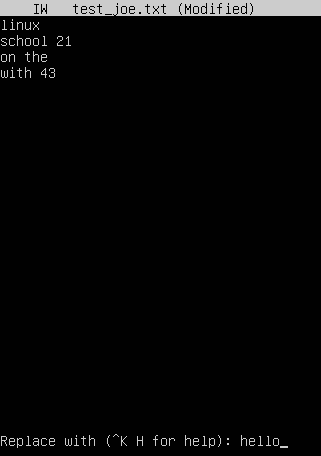 IW test_joe.txt (Modified)
linux
school 21
on the
with 43
Replace with (^K H for help): hello_